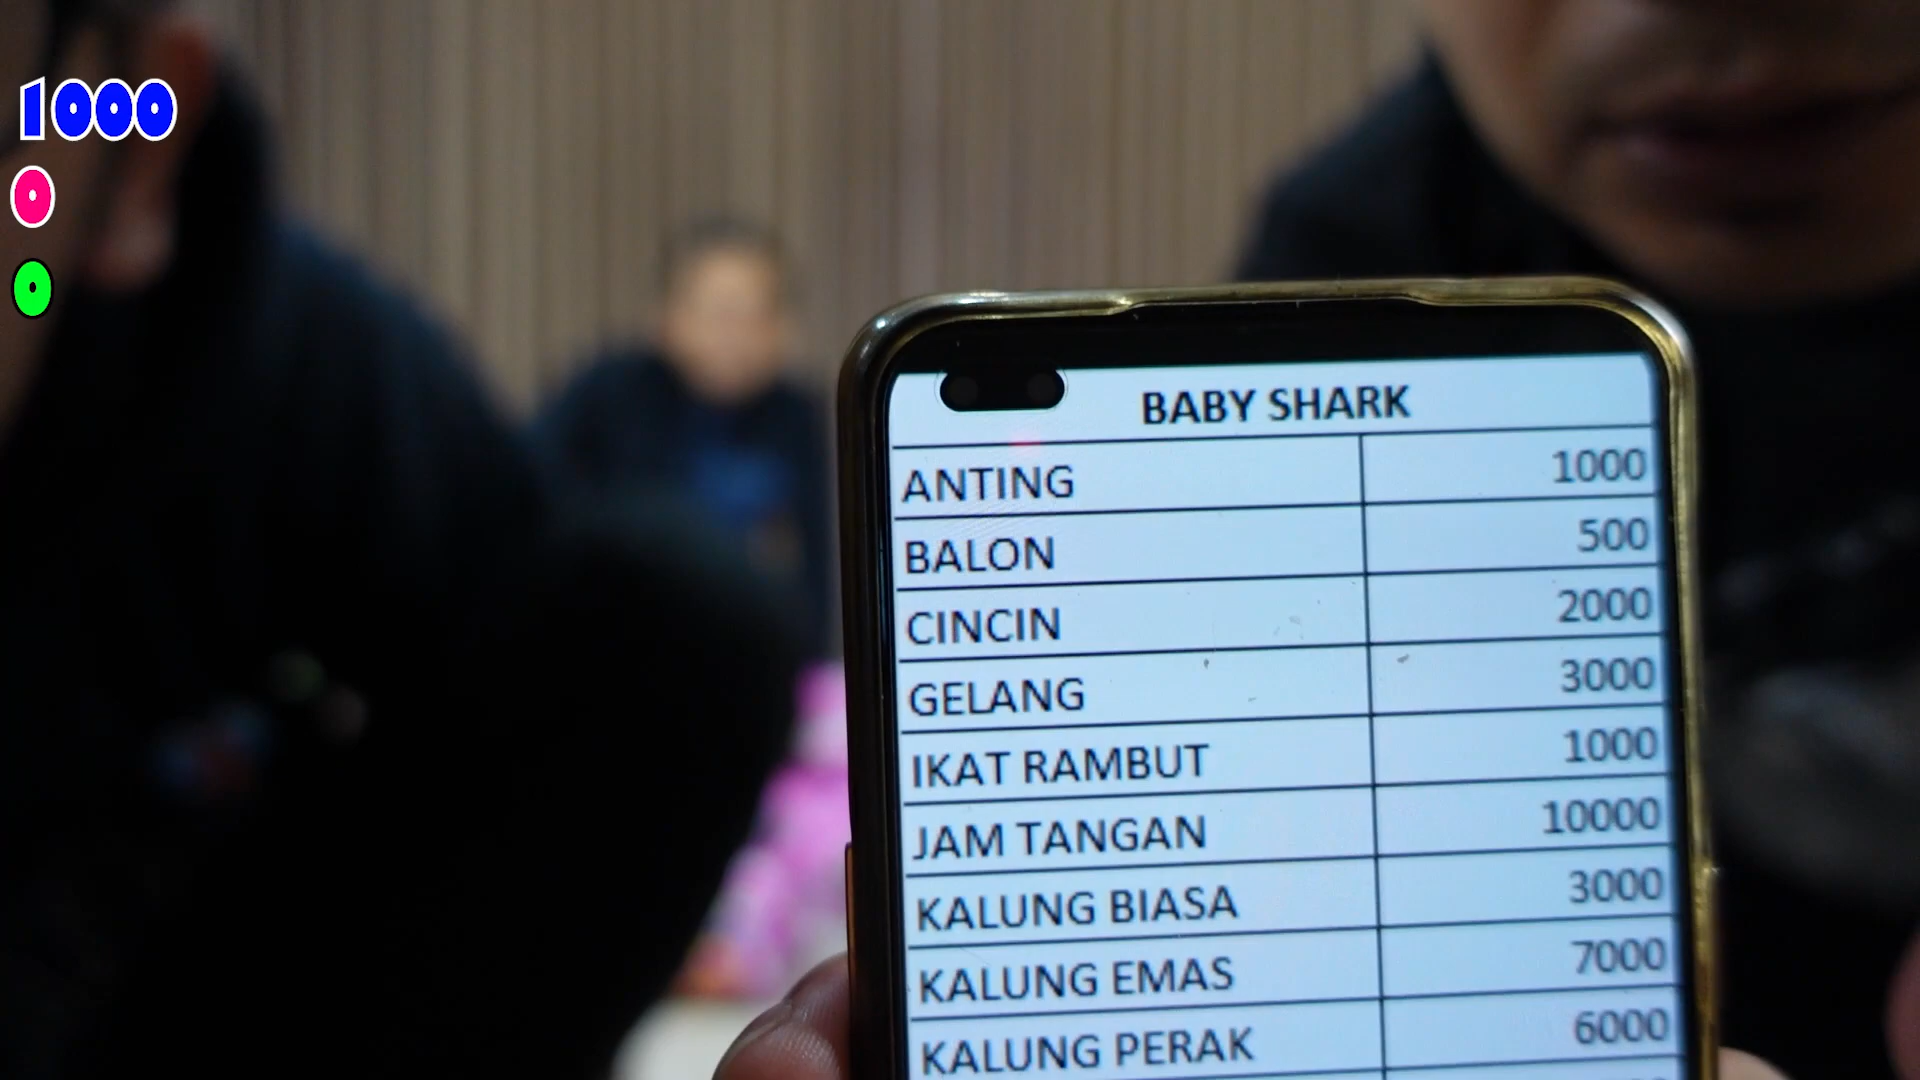 1000
0
0
BABY SHARK
ANTING 1000
BALON 500
CINCIN 2000
GELANG 3000
IKAT RAMBUT 1000
JAM TANGAN 10000
KALUNG BIASA 3000
KALUNG EMAS 7000
KALUNG PERAK 6000